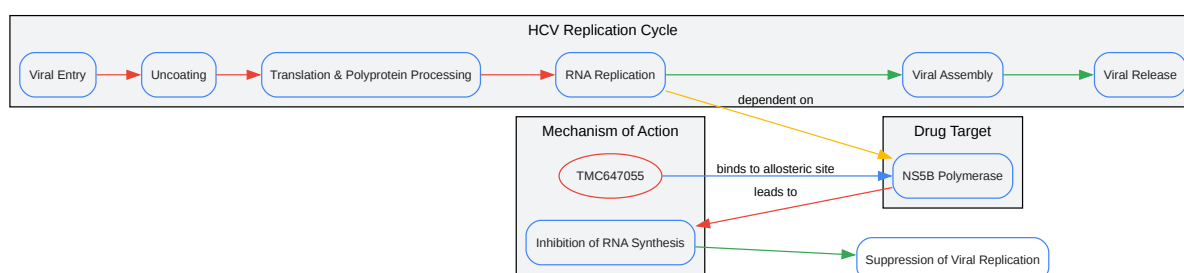 HCV Replication Cycle
Viral Entry
Uncoating
Translation & Polyprotein Processing
RNA Replication
Viral Assembly
Viral Release
dependent on
Mechanism of Action
Drug Target
TMC647055
binds to allosteric site
NS5B Polymerase
leads to
Inhibition of RNA Synthesis
Suppression of Viral Replication